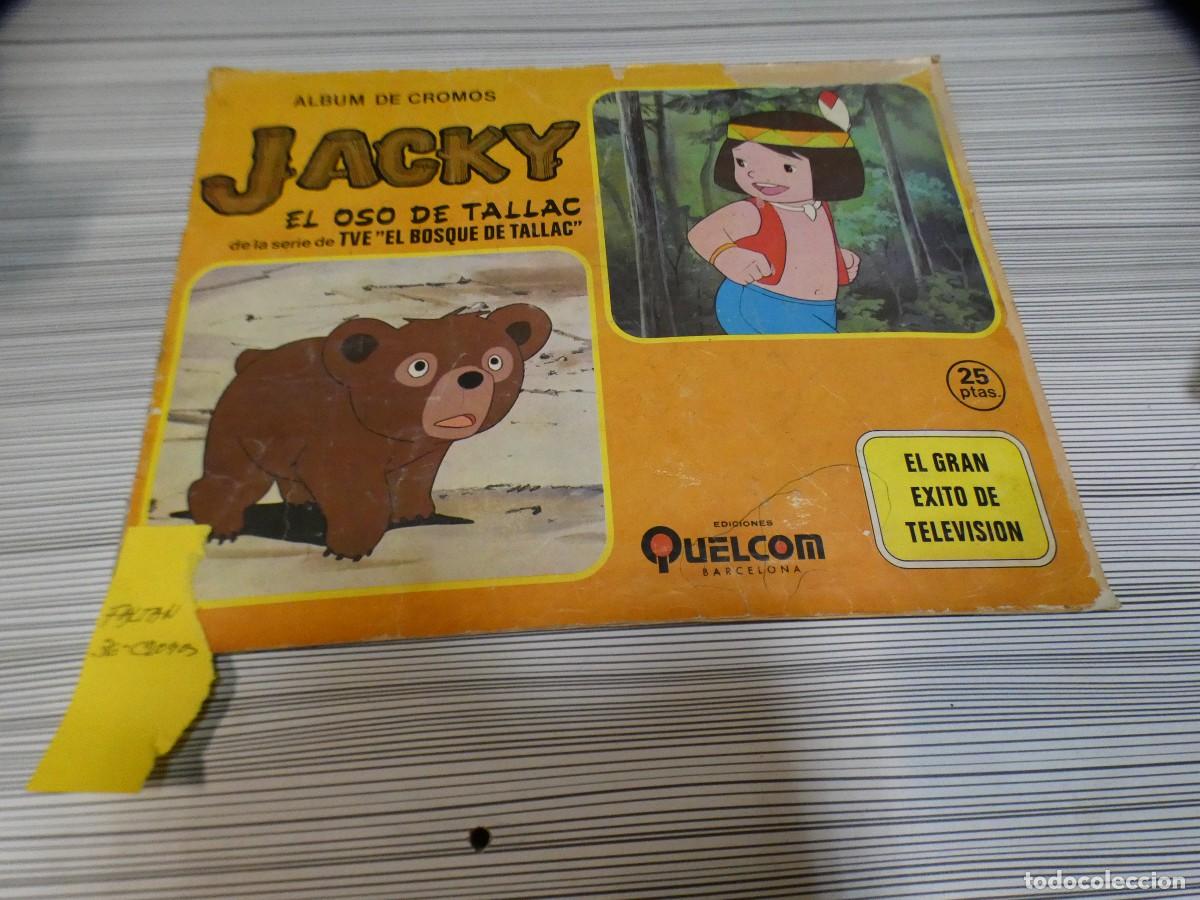 ALBUM DE CROMOS
JACKY
EL OSO DE TALLAC
de la serie de TVE "EL BOSQUE DE TALLAC"
25
ptas.
EL GRAN
EXITO DE
TELEVISION
EDICIONES
QUELCOM
BARCELONA
FALTAN
todocoleccion